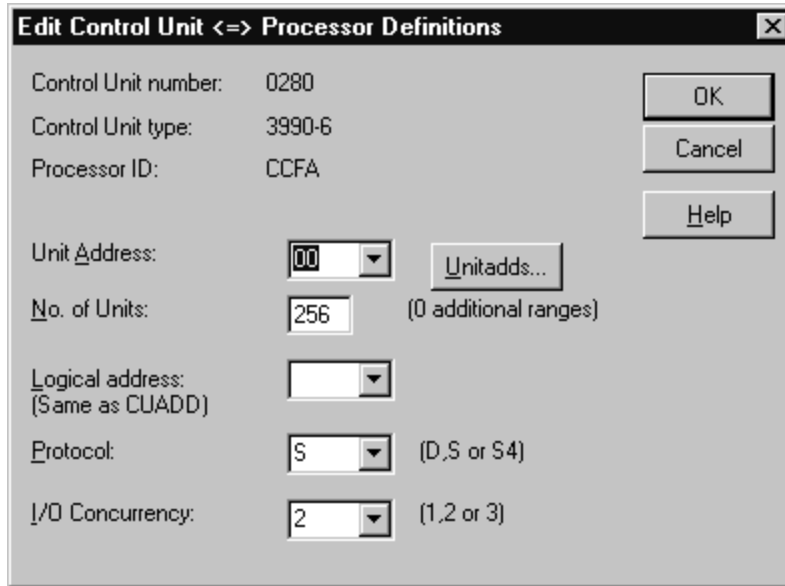 Edit Control Unit <=> Processor Definitions
Control Unit number: 0280
OK
Control Unit type: 3990-6
Cancel
Processor ID: CCFA
Help
Unit Address: 00 Unitadds...
No. of Units: 256 (0 additional ranges)
Logical address:
(Same as CUADD)
Protocol: S (D,S or S4)
I/O Concurrency: 2 (1,2 or 3)